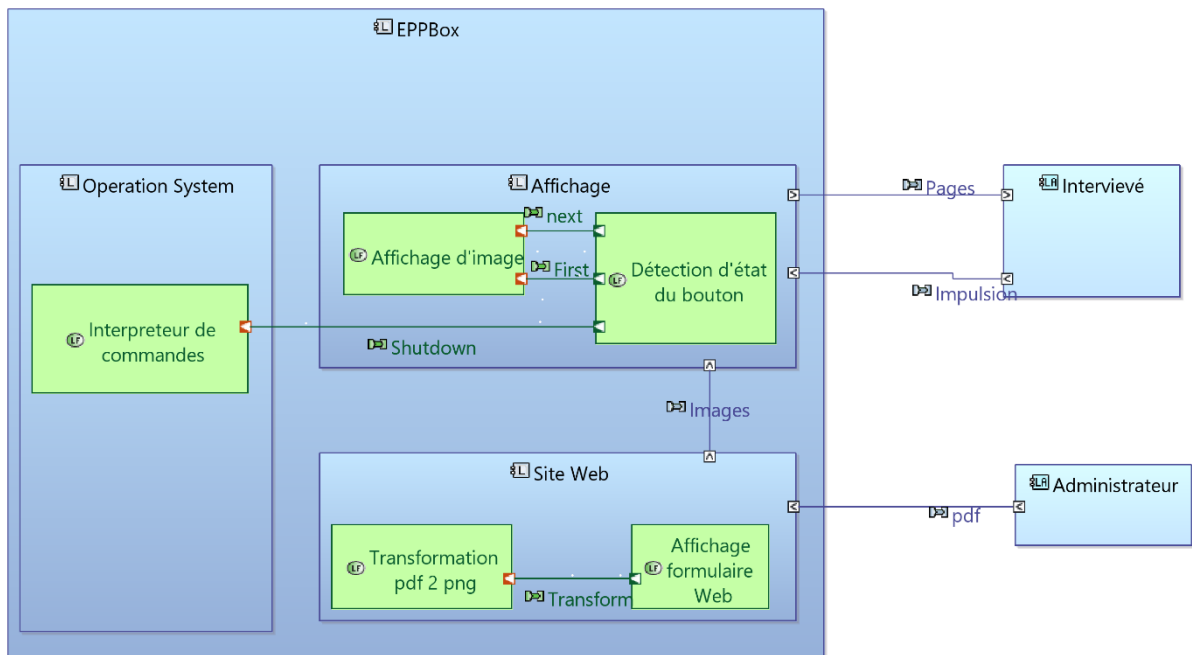 EPPBox
Operation System
Interpreteur de
commandes
Affichage
next
Affichage d'image
First
Détection d'état
du bouton
Shutdown
Pages
Intervievé
Impulsion
Images
Site Web
Transformation
pdf 2 png
Transform
Affichage
formulaire
Web
Administrateur
pdf